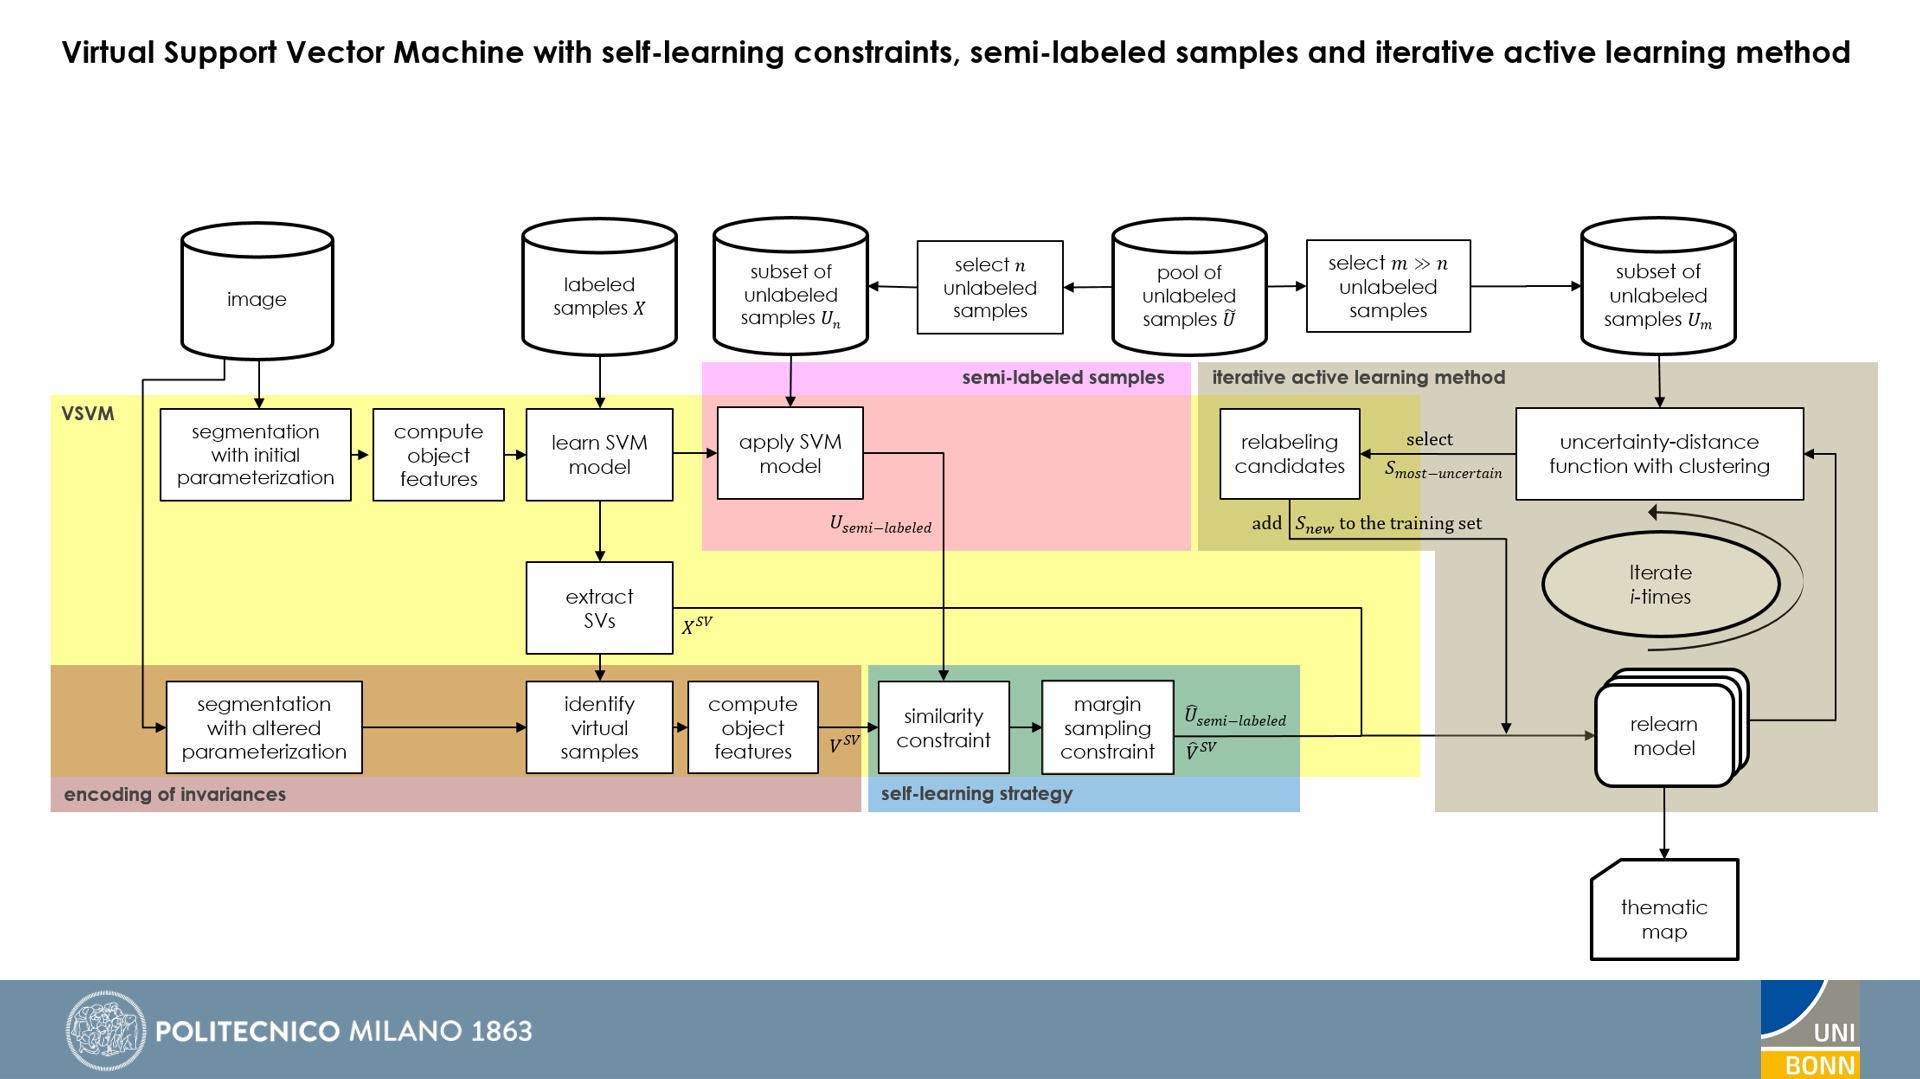 Virtual Support Vector Machine with self-learning constraints, semi-labeled samples and iterative active learning method
image
labeled
samples X
subset of
unlabeled
samples Uₙ
select n
unlabeled
samples
pool of
unlabeled
samples Ũ
select m ≫ n
unlabeled
samples
subset of
unlabeled
samples Uₘ
semi-labeled samples
iterative active learning method
VSVM
segmentation
with initial
parameterization
compute
object
features
learn SVM
model
apply SVM
model
relabeling
candidates
select
S_most−uncertain
uncertainty-distance
function with clustering
U_semi−labeled
add S_new to the training set
Iterate
i-times
extract
SVs
X^SV
segmentation
with altered
parameterization
identify
virtual
samples
compute
object
features
V^SV
similarity
constraint
margin
sampling
constraint
Û_semi−labeled
V̂^SV
relearn
model
encoding of invariances
self-learning strategy
thematic
map
POLITECNICO MILANO 1863
UNI
BONN